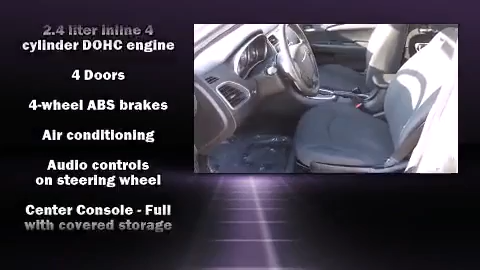 2.4 liter inline 4
cylinder DOHC engine
4 Doors
4-wheel ABS brakes
Air conditioning
Audio controls
on steering wheel
Center Console - Full
with covered storage